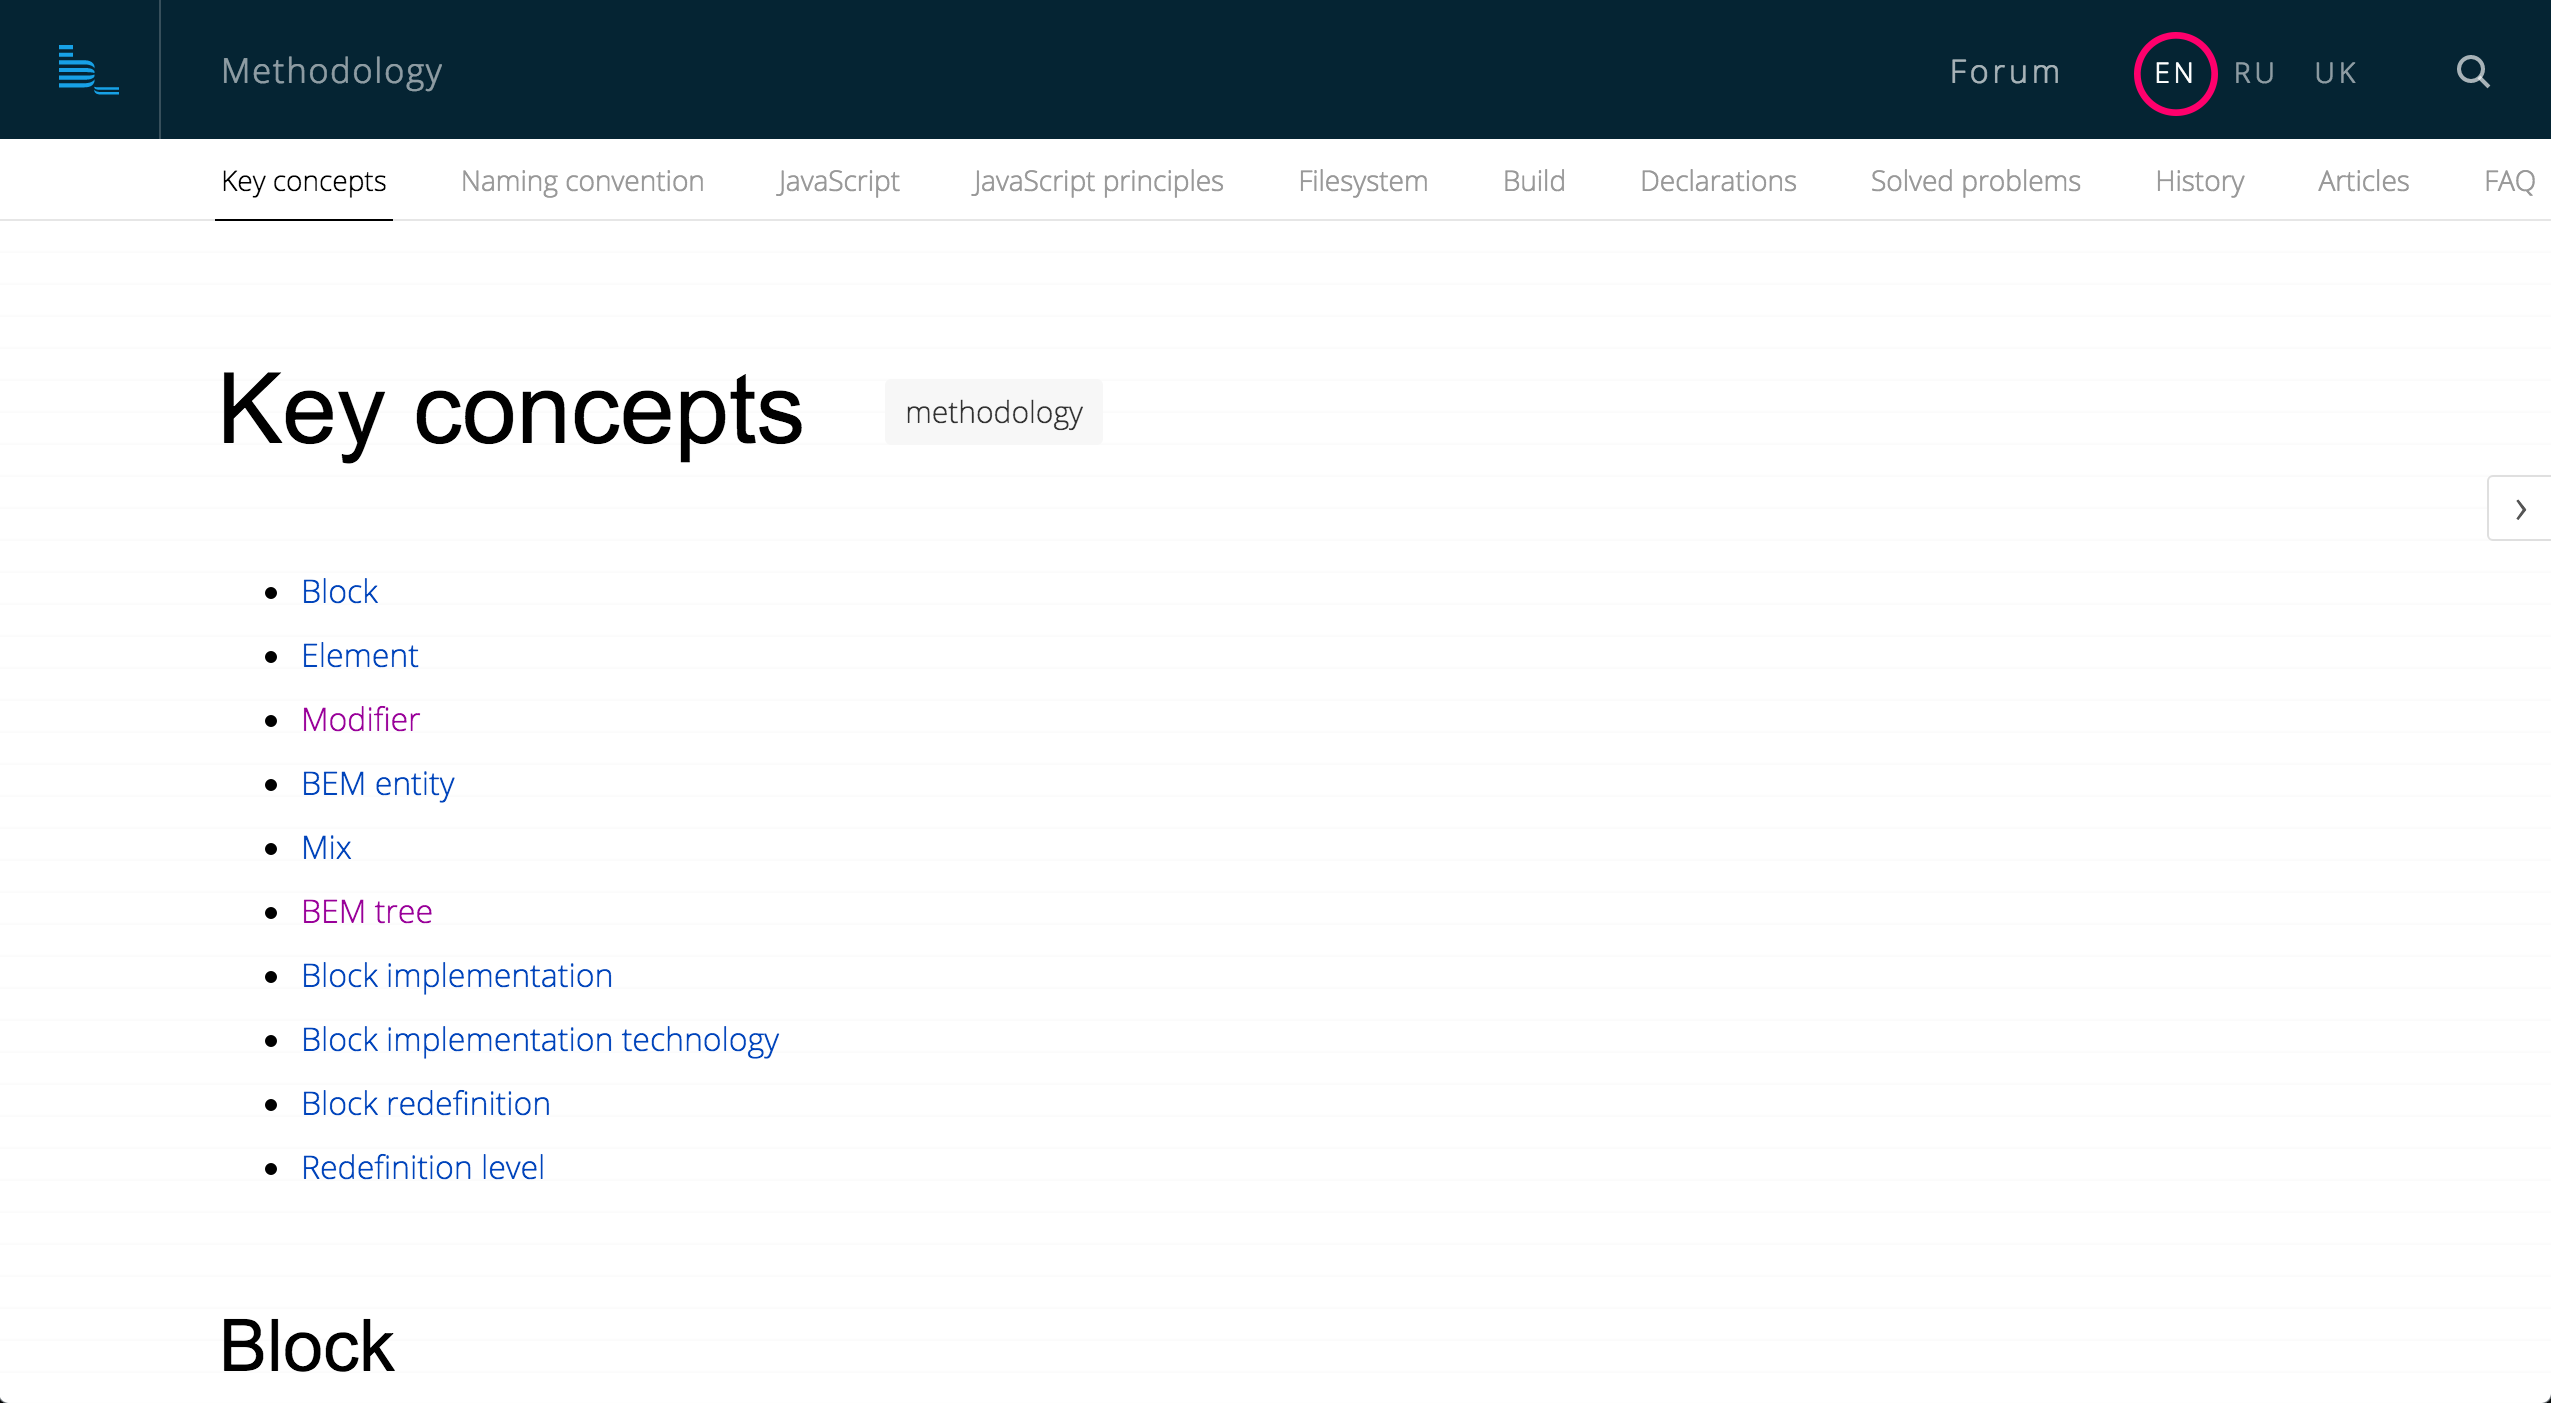 Methodology
Forum EN RU UK
Key concepts Naming convention JavaScript JavaScript principles Filesystem Build Declarations Solved problems History Articles FAQ
Key concepts methodology
Block
Element
Modifier
BEM entity
Mix
BEM tree
Block implementation
Block implementation technology
Block redefinition
Redefinition level
Block